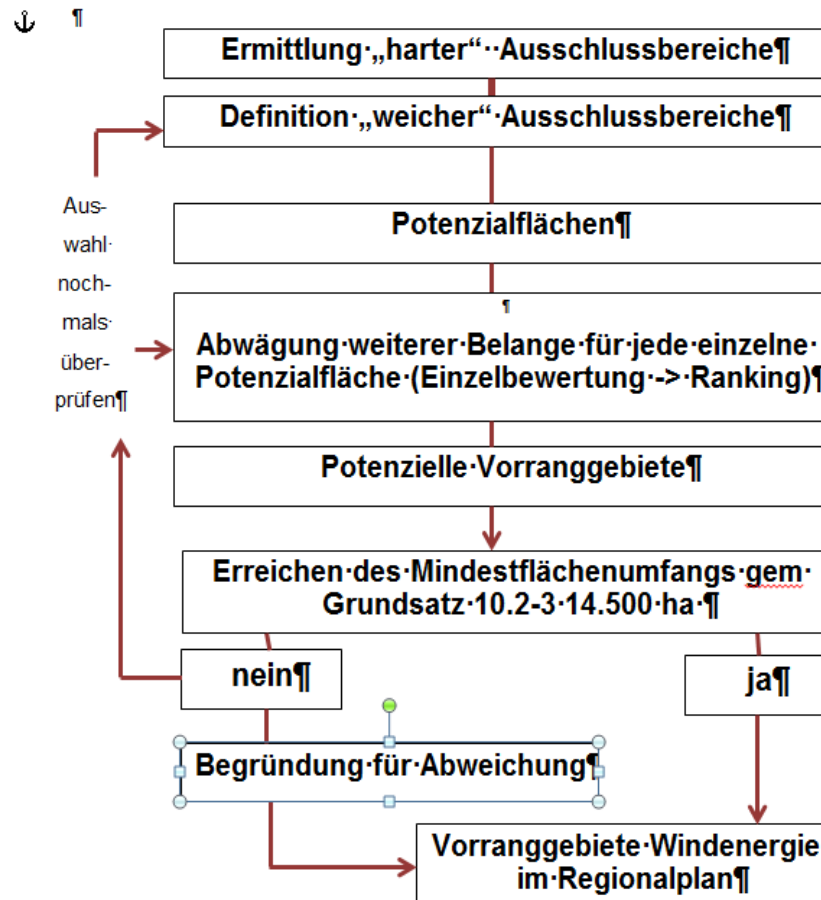 ¶
Ermittlung·„harter“··Ausschlussbereiche¶
Definition·„weicher“·Ausschlussbereiche¶
Aus-
wahl·
noch-
mals·
über-
prüfen¶
Potenzialflächen¶
¶
Abwägung·weiterer·Belange·für·jede·einzelne·
Potenzialfläche·(Einzelbewertung·->·Ranking)¶
Potenzielle·Vorranggebiete¶
Erreichen·des·Mindestflächenumfangs·gem·
Grundsatz·10.2-3·14.500·ha·¶
nein¶
ja¶
Begründung·für·Abweichung¶
Vorranggebiete·Windenergie
im·Regionalplan¶